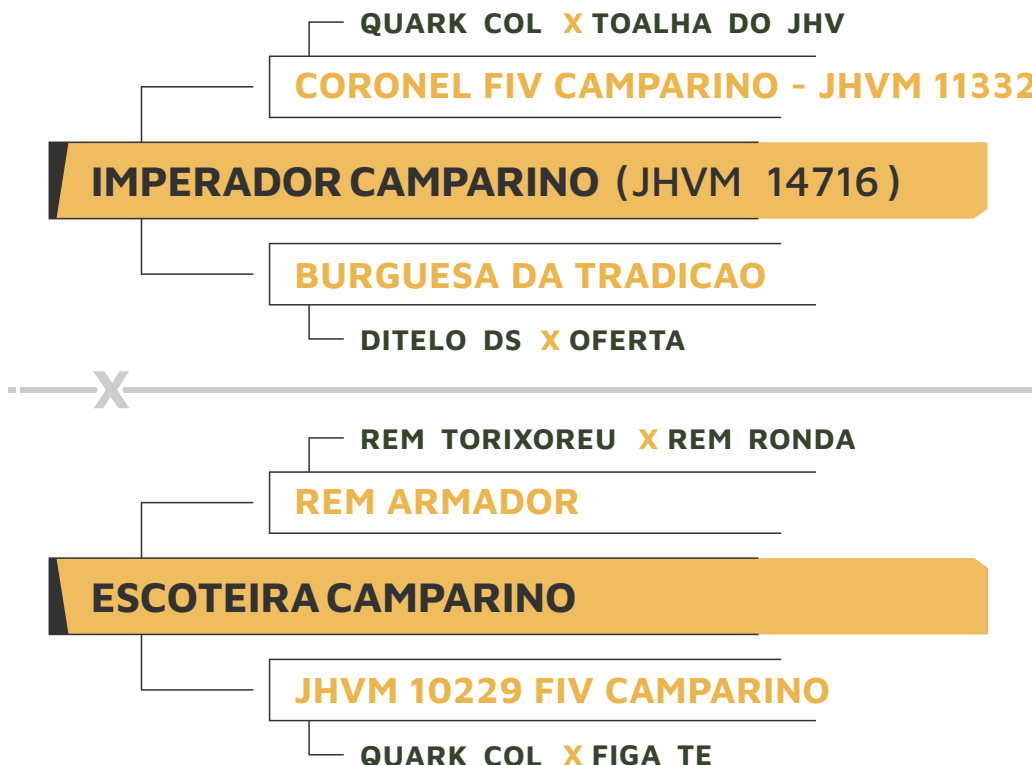 QUARK COL X TOALHA DO JHV
CORONEL FIV CAMPARINO - JHVM 11332
IMPERADOR CAMPARINO (JHVM 14716)
BURGUESA DA TRADICAO
DITELO DS X OFERTA
X
REM TORIXOREU X REM RONDA
REM ARMADOR
ESCOTEIRA CAMPARINO
JHVM 10229 FIV CAMPARINO
QUARK COL X FIGA TE